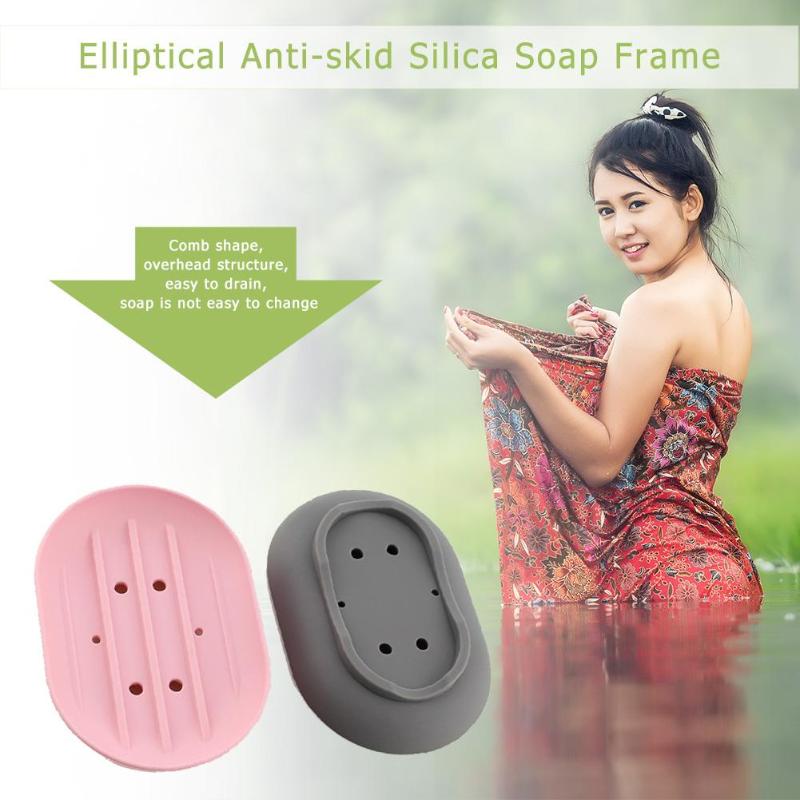 Elliptical Anti-skid Silica Soap Frame
Comb shape,
overhead structure,
easy to drain,
soap is not easy to change